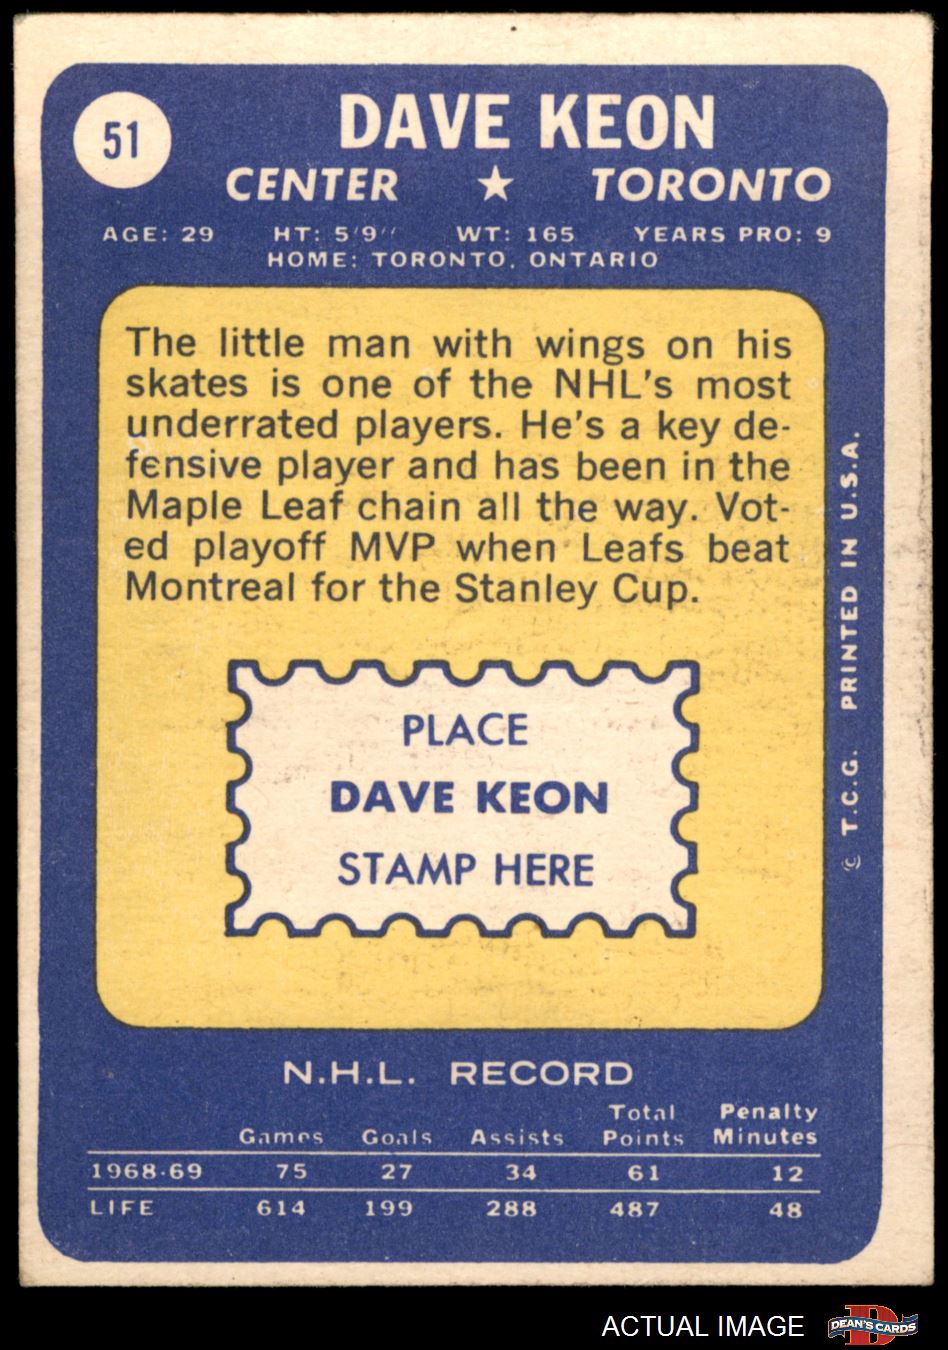 51
DAVE KEON
CENTER ★ TORONTO
AGE: 29 HT: 5'9'' WT: 165 YEARS PRO: 9
HOME: TORONTO, ONTARIO
The little man with wings on his
skates is one of the NHL's most
underrated players. He's a key de-
fensive player and has been in the
Maple Leaf chain all the way. Vot-
ed playoff MVP when Leafs beat
Montreal for the Stanley Cup.
PLACE
DAVE KEON
STAMP HERE
© T.C.G. PRINTED IN U.S.A.
N.H.L. RECORD
Games Goals Assists Total Points Penalty Minutes
1968-69 75 27 34 61 12
LIFE 614 199 288 487 48
ACTUAL IMAGE
D
DEAN'S CARDS